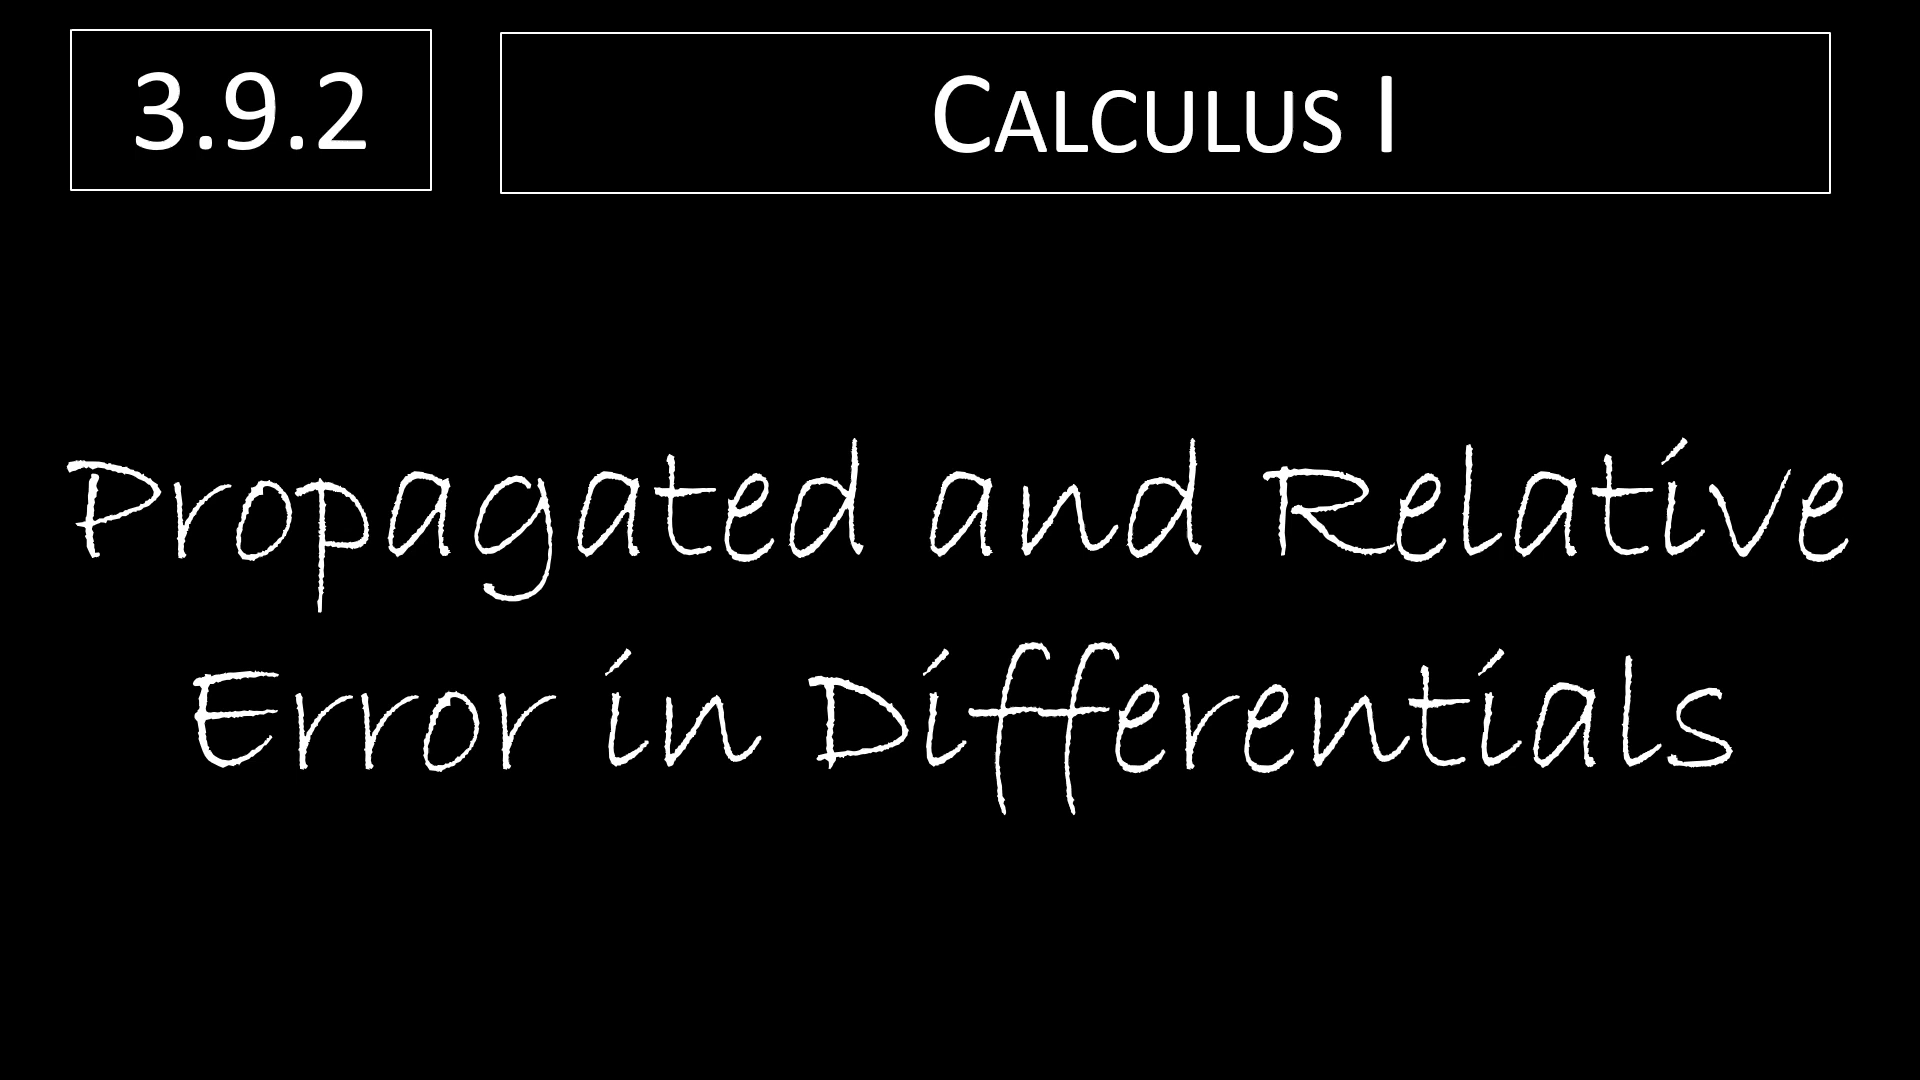 3.9.2
CALCULUS I
Propagated and Relative
Error in Differentials